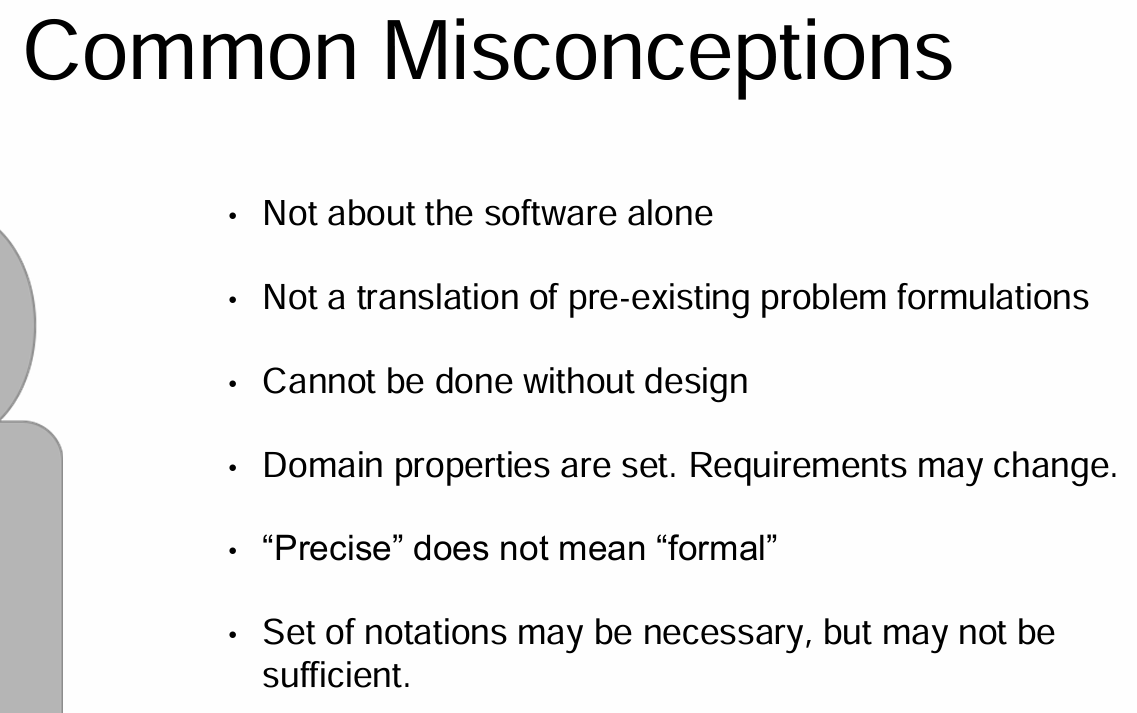 Common Misconceptions
• Not about the software alone
• Not a translation of pre-existing problem formulations
• Cannot be done without design
• Domain properties are set. Requirements may change.
• “Precise” does not mean “formal”
• Set of notations may be necessary, but may not be
sufficient.